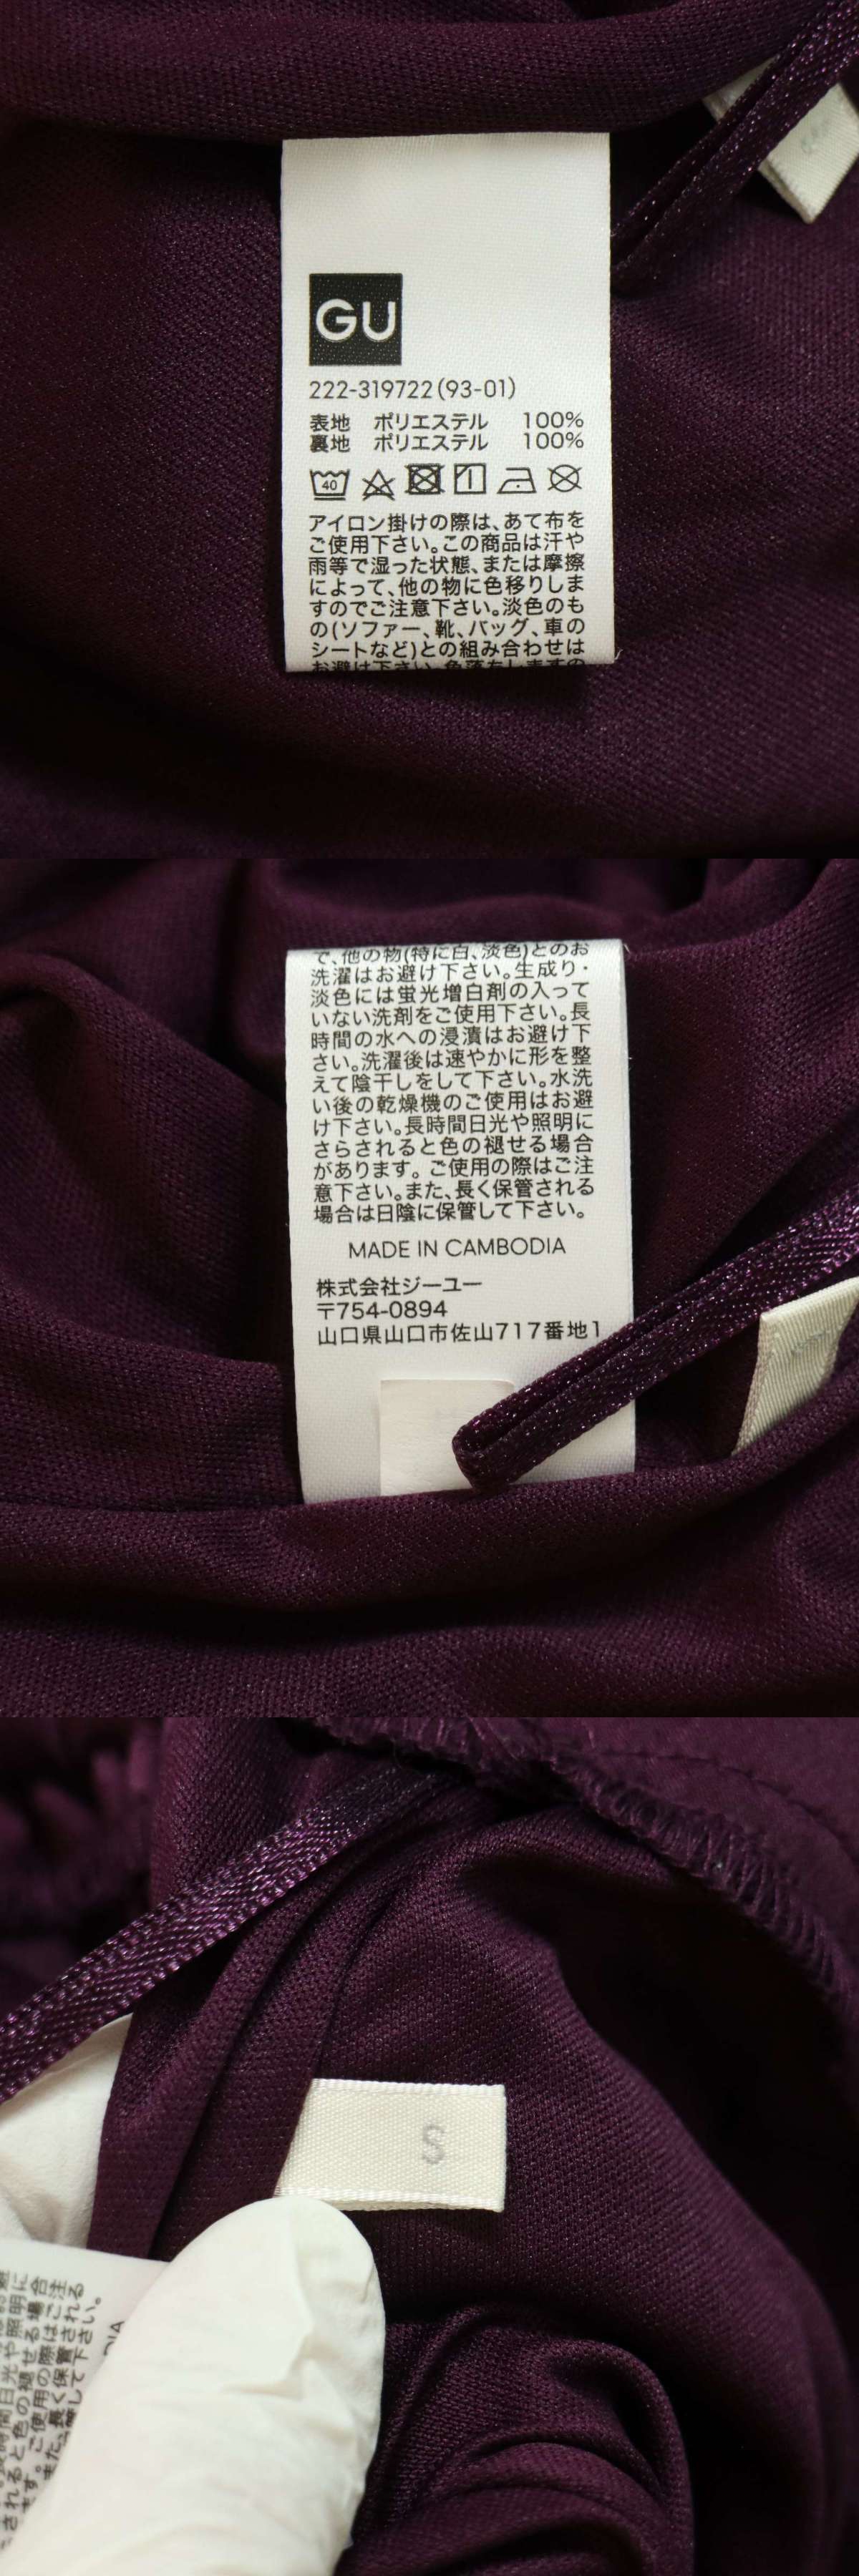 GU
222-319722(93-01)
表地 ポリエステル 100%
裏地 ポリエステル 100%
40
アイロン掛けの際は、あて布を
ご使用下さい。この商品は汗や
雨等で湿った状態、または摩擦
によって、他の物に色移りしま
すのでご注意下さい。淡色のも
の(ソファー、靴、バッグ、車の
シートなど)との組み合わせは
お避け下さい。色落ちしますの
で、他の物(特に白、淡色)とのお
洗濯はお避け下さい。生成り・
淡色には蛍光増白剤の入って
いない洗剤をご使用下さい。長
時間の水への浸漬はお避け下
さい。洗濯後は速やかに形を整
えて陰干しをして下さい。水洗
い後の乾燥機のご使用はお避
け下さい。長時間日光や照明に
さらされると色の褪せる場合
があります。ご使用の際はご注
意下さい。また、長く保管される
場合は日陰に保管して下さい。
MADE IN CAMBODIA
株式会社ジーユー
〒754-0894
山口県山口市佐山717番地1
S